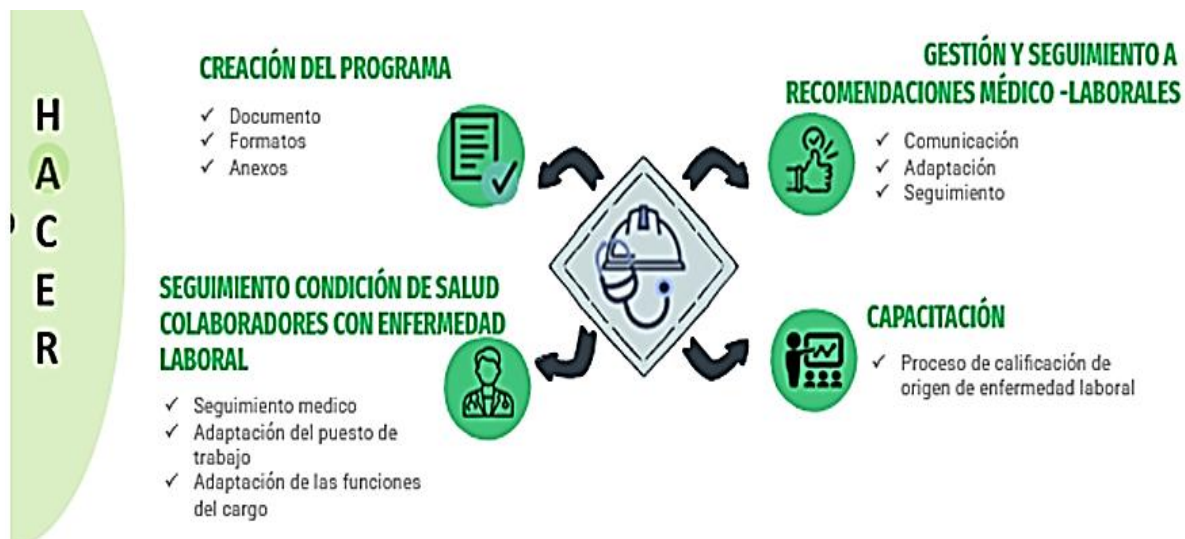 HACER
CREACIÓN DEL PROGRAMA
✓ Documento
✓ Formatos
✓ Anexos
GESTIÓN Y SEGUIMIENTO A
RECOMENDACIONES MÉDICO -LABORALES
✓ Comunicación
✓ Adaptación
✓ Seguimiento
SEGUIMIENTO CONDICIÓN DE SALUD
COLABORADORES CON ENFERMEDAD
LABORAL
✓ Seguimiento medico
✓ Adaptación del puesto de
trabajo
✓ Adaptación de las funciones
del cargo
CAPACITACIÓN
✓ Proceso de calificación de
origen de enfermedad laboral